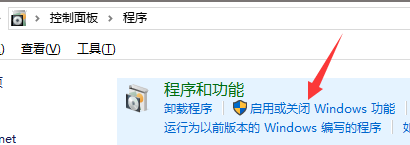 控制面板 > 程序
查看(V) 工具(T)
程序和功能
卸载程序 启用或关闭 Windows 功能
运行为以前版本的 Windows 编写的程序
net